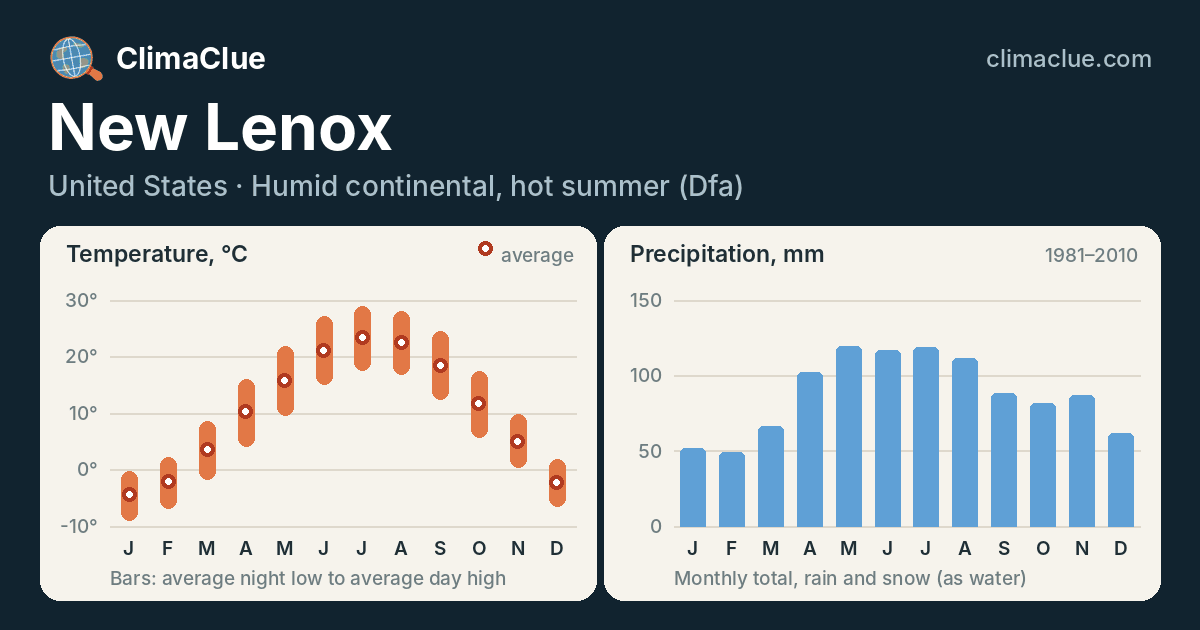 ClimaClue
climaclue.com
New Lenox
United States · Humid continental, hot summer (Dfa)
Temperature, °C
average
30°
20°
10°
0°
-10°
J F M A M J J A S O N D
Bars: average night low to average day high
Precipitation, mm
1981–2010
150
100
50
0
J F M A M J J A S O N D
Monthly total, rain and snow (as water)